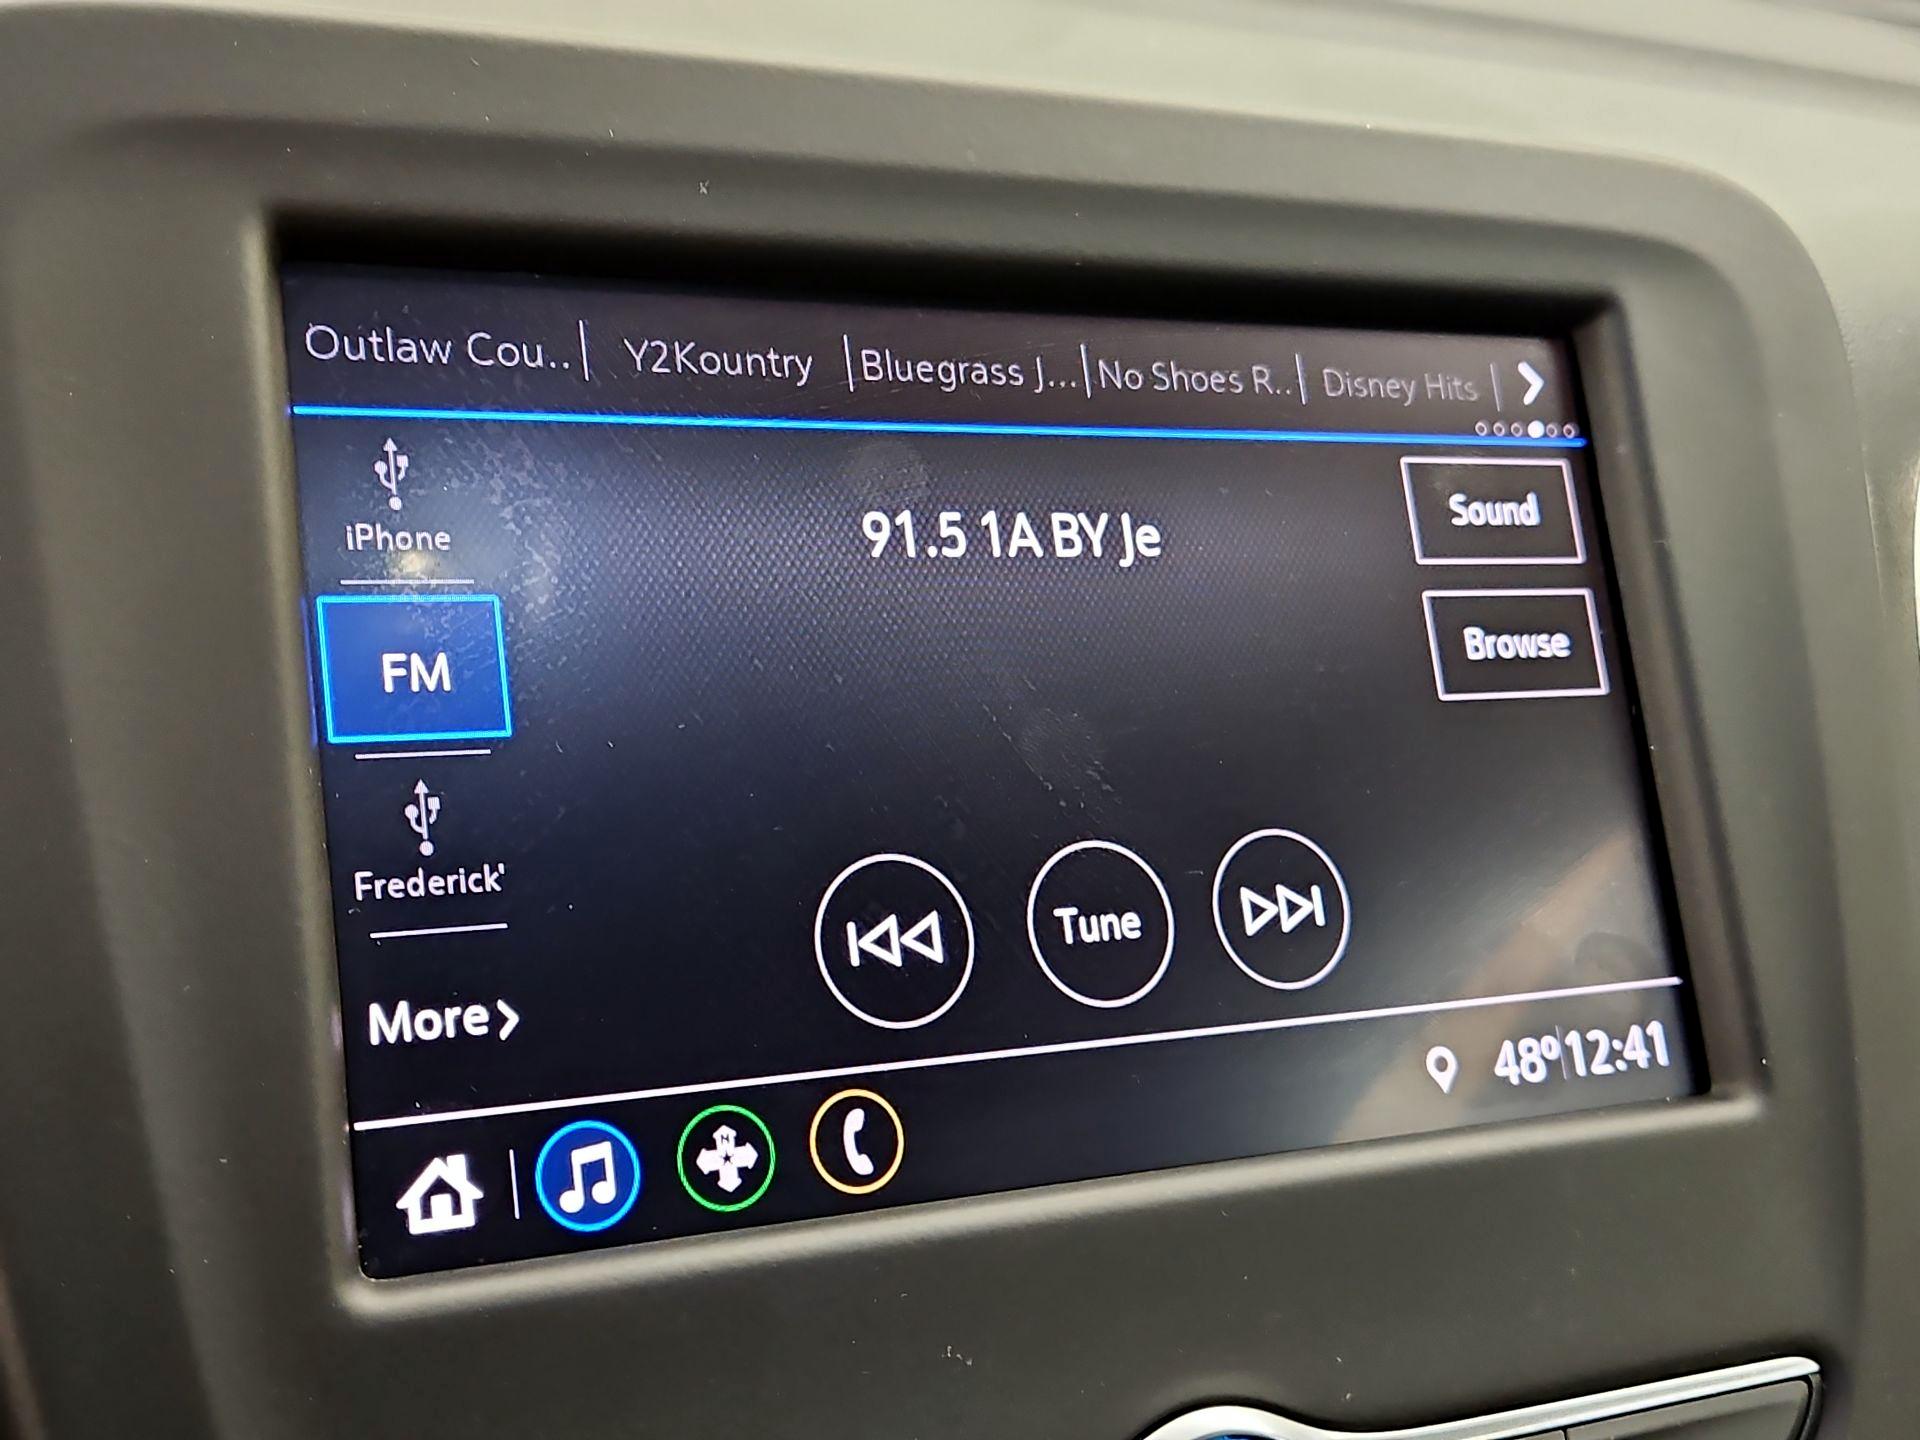 Outlaw Cou.. | Y2Kountry | Bluegrass J... | No Shoes R.. | Disney Hits |
iPhone
91.5 1A BY Je
Sound
Browse
FM
Frederick'
Tune
More
48° 12:41
N